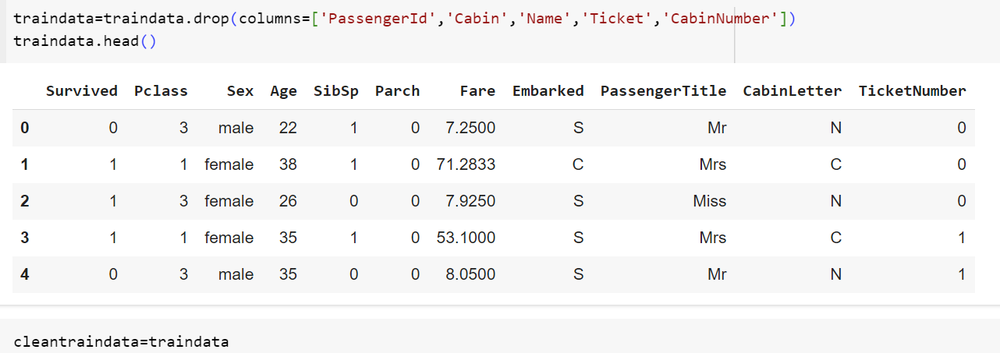 traindata=traindata.drop(columns=['PassengerId','Cabin','Name','Ticket','CabinNumber'])
traindata.head()
Survived Pclass Sex Age SibSp Parch Fare Embarked PassengerTitle CabinLetter TicketNumber
0 0 3 male 22 1 0 7.2500 S Mr N 0
1 1 1 female 38 1 0 71.2833 C Mrs C 0
2 1 3 female 26 0 0 7.9250 S Miss N 0
3 1 1 female 35 1 0 53.1000 S Mrs C 1
4 0 3 male 35 0 0 8.0500 S Mr N 1
cleantraindata=traindata